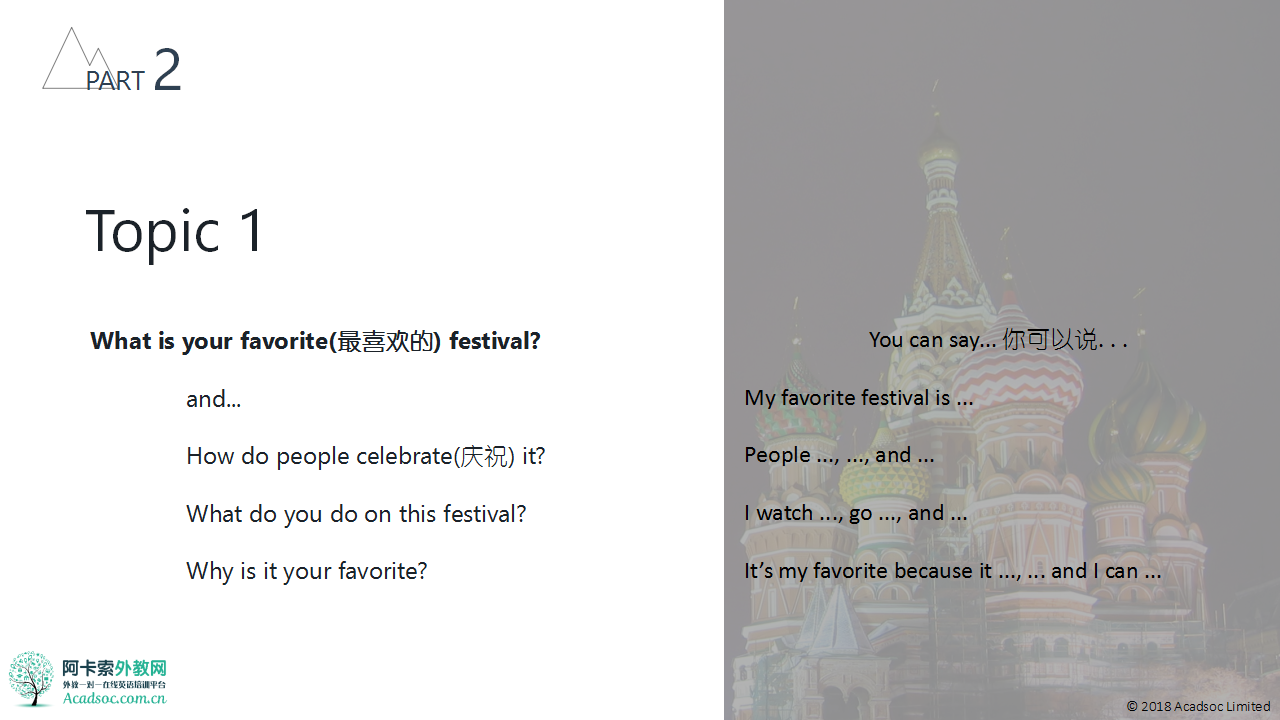 PART 2
Topic 1
What is your favorite(最喜欢的) festival?
and...
How do people celebrate(庆祝) it?
What do you do on this festival?
Why is it your favorite?
You can say... 你可以说. . .
My favorite festival is ...
People ..., ..., and ...
I watch ..., go ..., and ...
It’s my favorite because it ..., ... and I can ...
阿卡索外教网
外教一对一在线英语培训平台
Acadsoc.com.cn
© 2018 Acadsoc Limited